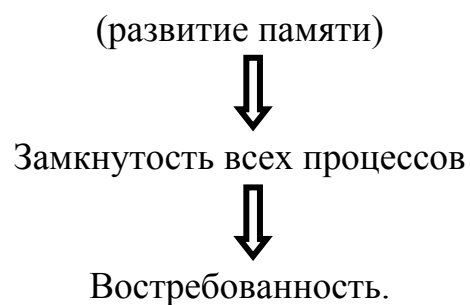 (развитие памяти)
Замкнутость всех процессов
Востребованность.